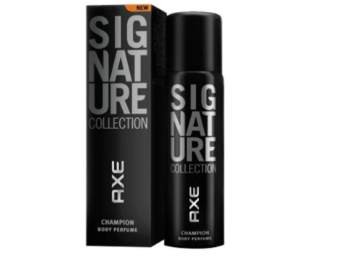 NEW
SIG
NAT
URE
COLLECTION
AXE
CHAMPION
BODY PERFUME
SIG
NAT
URE
COLLECTION
AXE
CHAMPION
BODY PERFUME